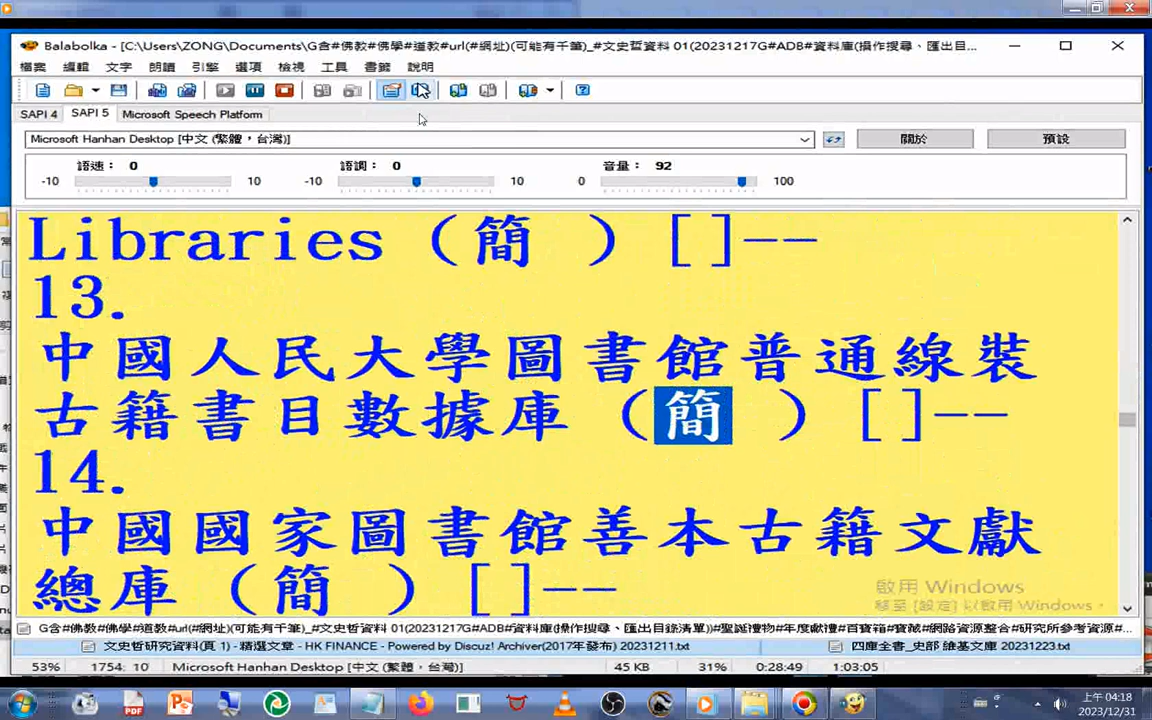 Balabolka - [C:\Users\ZONG\Documents\G含#佛教#佛學#道教#url(#網址)(可能有千筆)_#文史哲資料 01(20231217G#ADB#資料庫(操作搜尋、匯出目...
檔案 編輯 文字 朗讀 引擎 選項 檢視 工具 書籤 說明
SAPI 4 SAPI 5 Microsoft Speech Platform
Microsoft Hanhan Desktop [中文 (繁體，台灣)] 關於 預設
語速： 0 語調： 0 音量： 92
-10 10 -10 10 0 100
Libraries（簡 ）[]--
13.
中國人民大學圖書館普通線裝
古籍書目數據庫 （簡 ）[]--
14.
中國國家圖書館善本古籍文獻
總庫（簡 ）[]--
啟用 Windows
移至 [設定] 以啟用 Windows。
G含#佛教#佛學#道教#url(#網址)(可能有千筆)_#文史哲資料 01(20231217G#ADB#資料庫(操作搜尋、匯出目錄清單))#聖誕禮物#年度獻禮#百寶箱#寶藏#網路資源整合#研究所參考資源#...
文史哲研究資料(頁 1) - 精選文章 - HK FINANCE - Powered by Discuz! Archiver(2017年發布) 20231211.txt 四庫全書_史部 維基文庫 20231223.txt
53% 1754: 10 Microsoft Hanhan Desktop [中文 (繁體，台灣)] 45 KB 31% 0:28:49 1:03:05
上午 04:18
2023/12/31